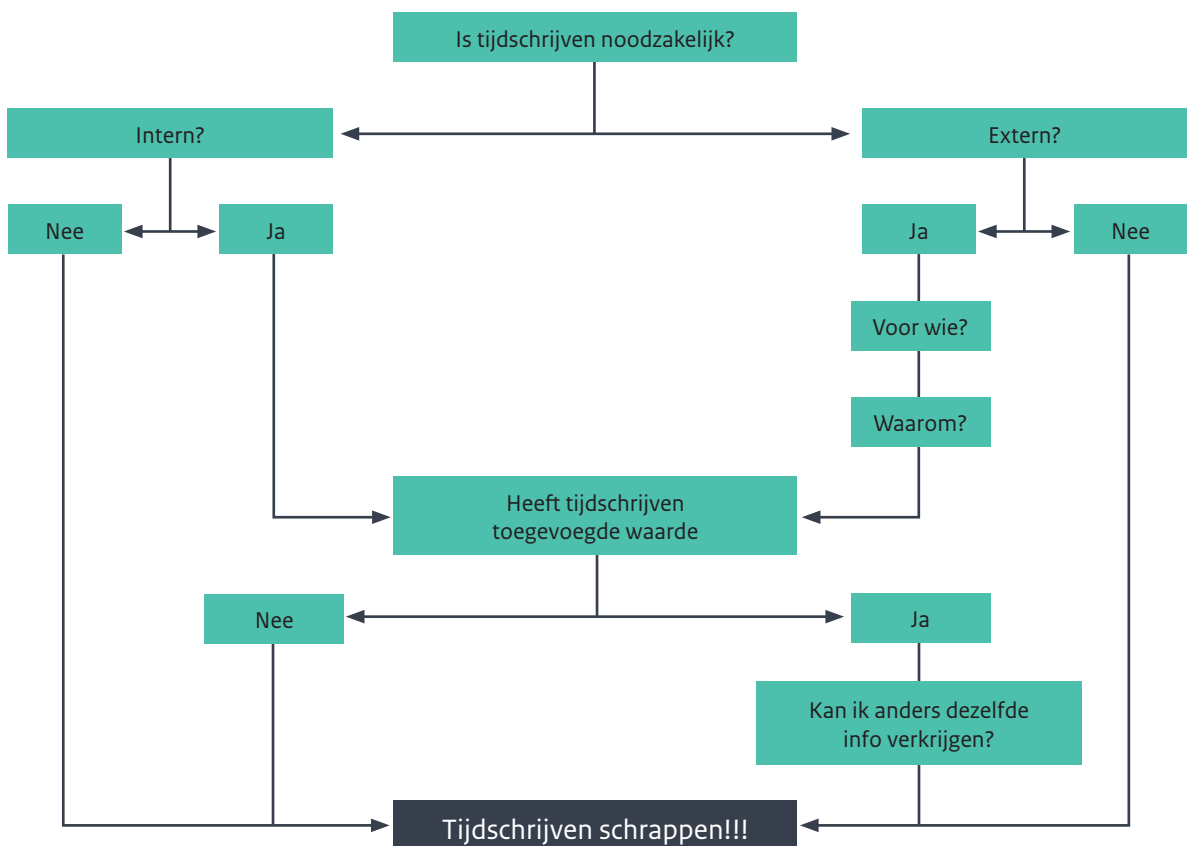 Is tijdschrijven noodzakelijk?
Intern?
Extern?
Nee
Ja
Ja
Nee
Voor wie?
Waarom?
Heeft tijdschrijven
toegevoegde waarde
Nee
Ja
Kan ik anders dezelfde
info verkrijgen?
Tijdschrijven schrappen!!!